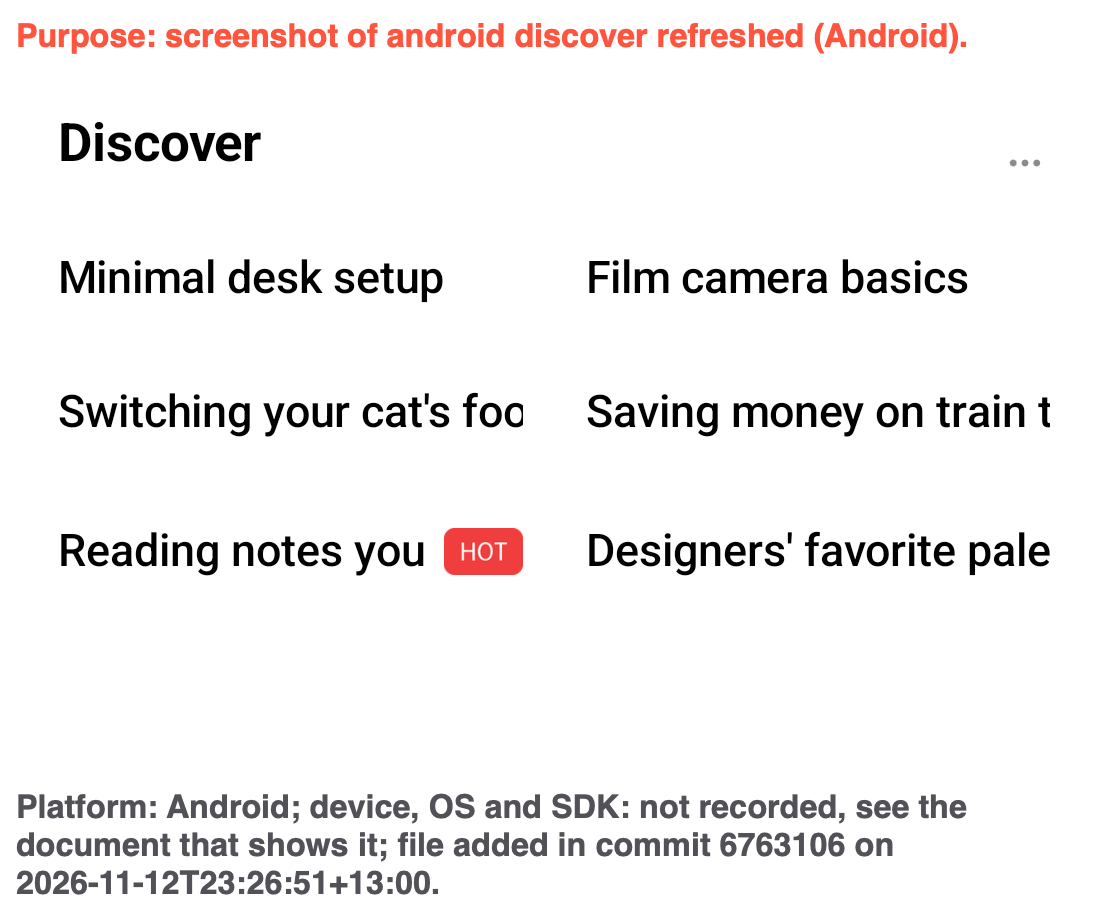 Purpose: screenshot of android discover refreshed (Android).
Discover
...
Minimal desk setup
Film camera basics
Switching your cat's foo
Saving money on train t
Reading notes you HOT
Designers' favorite pale
Platform: Android; device, OS and SDK: not recorded, see the
document that shows it; file added in commit 6763106 on
2026-11-12T23:26:51+13:00.